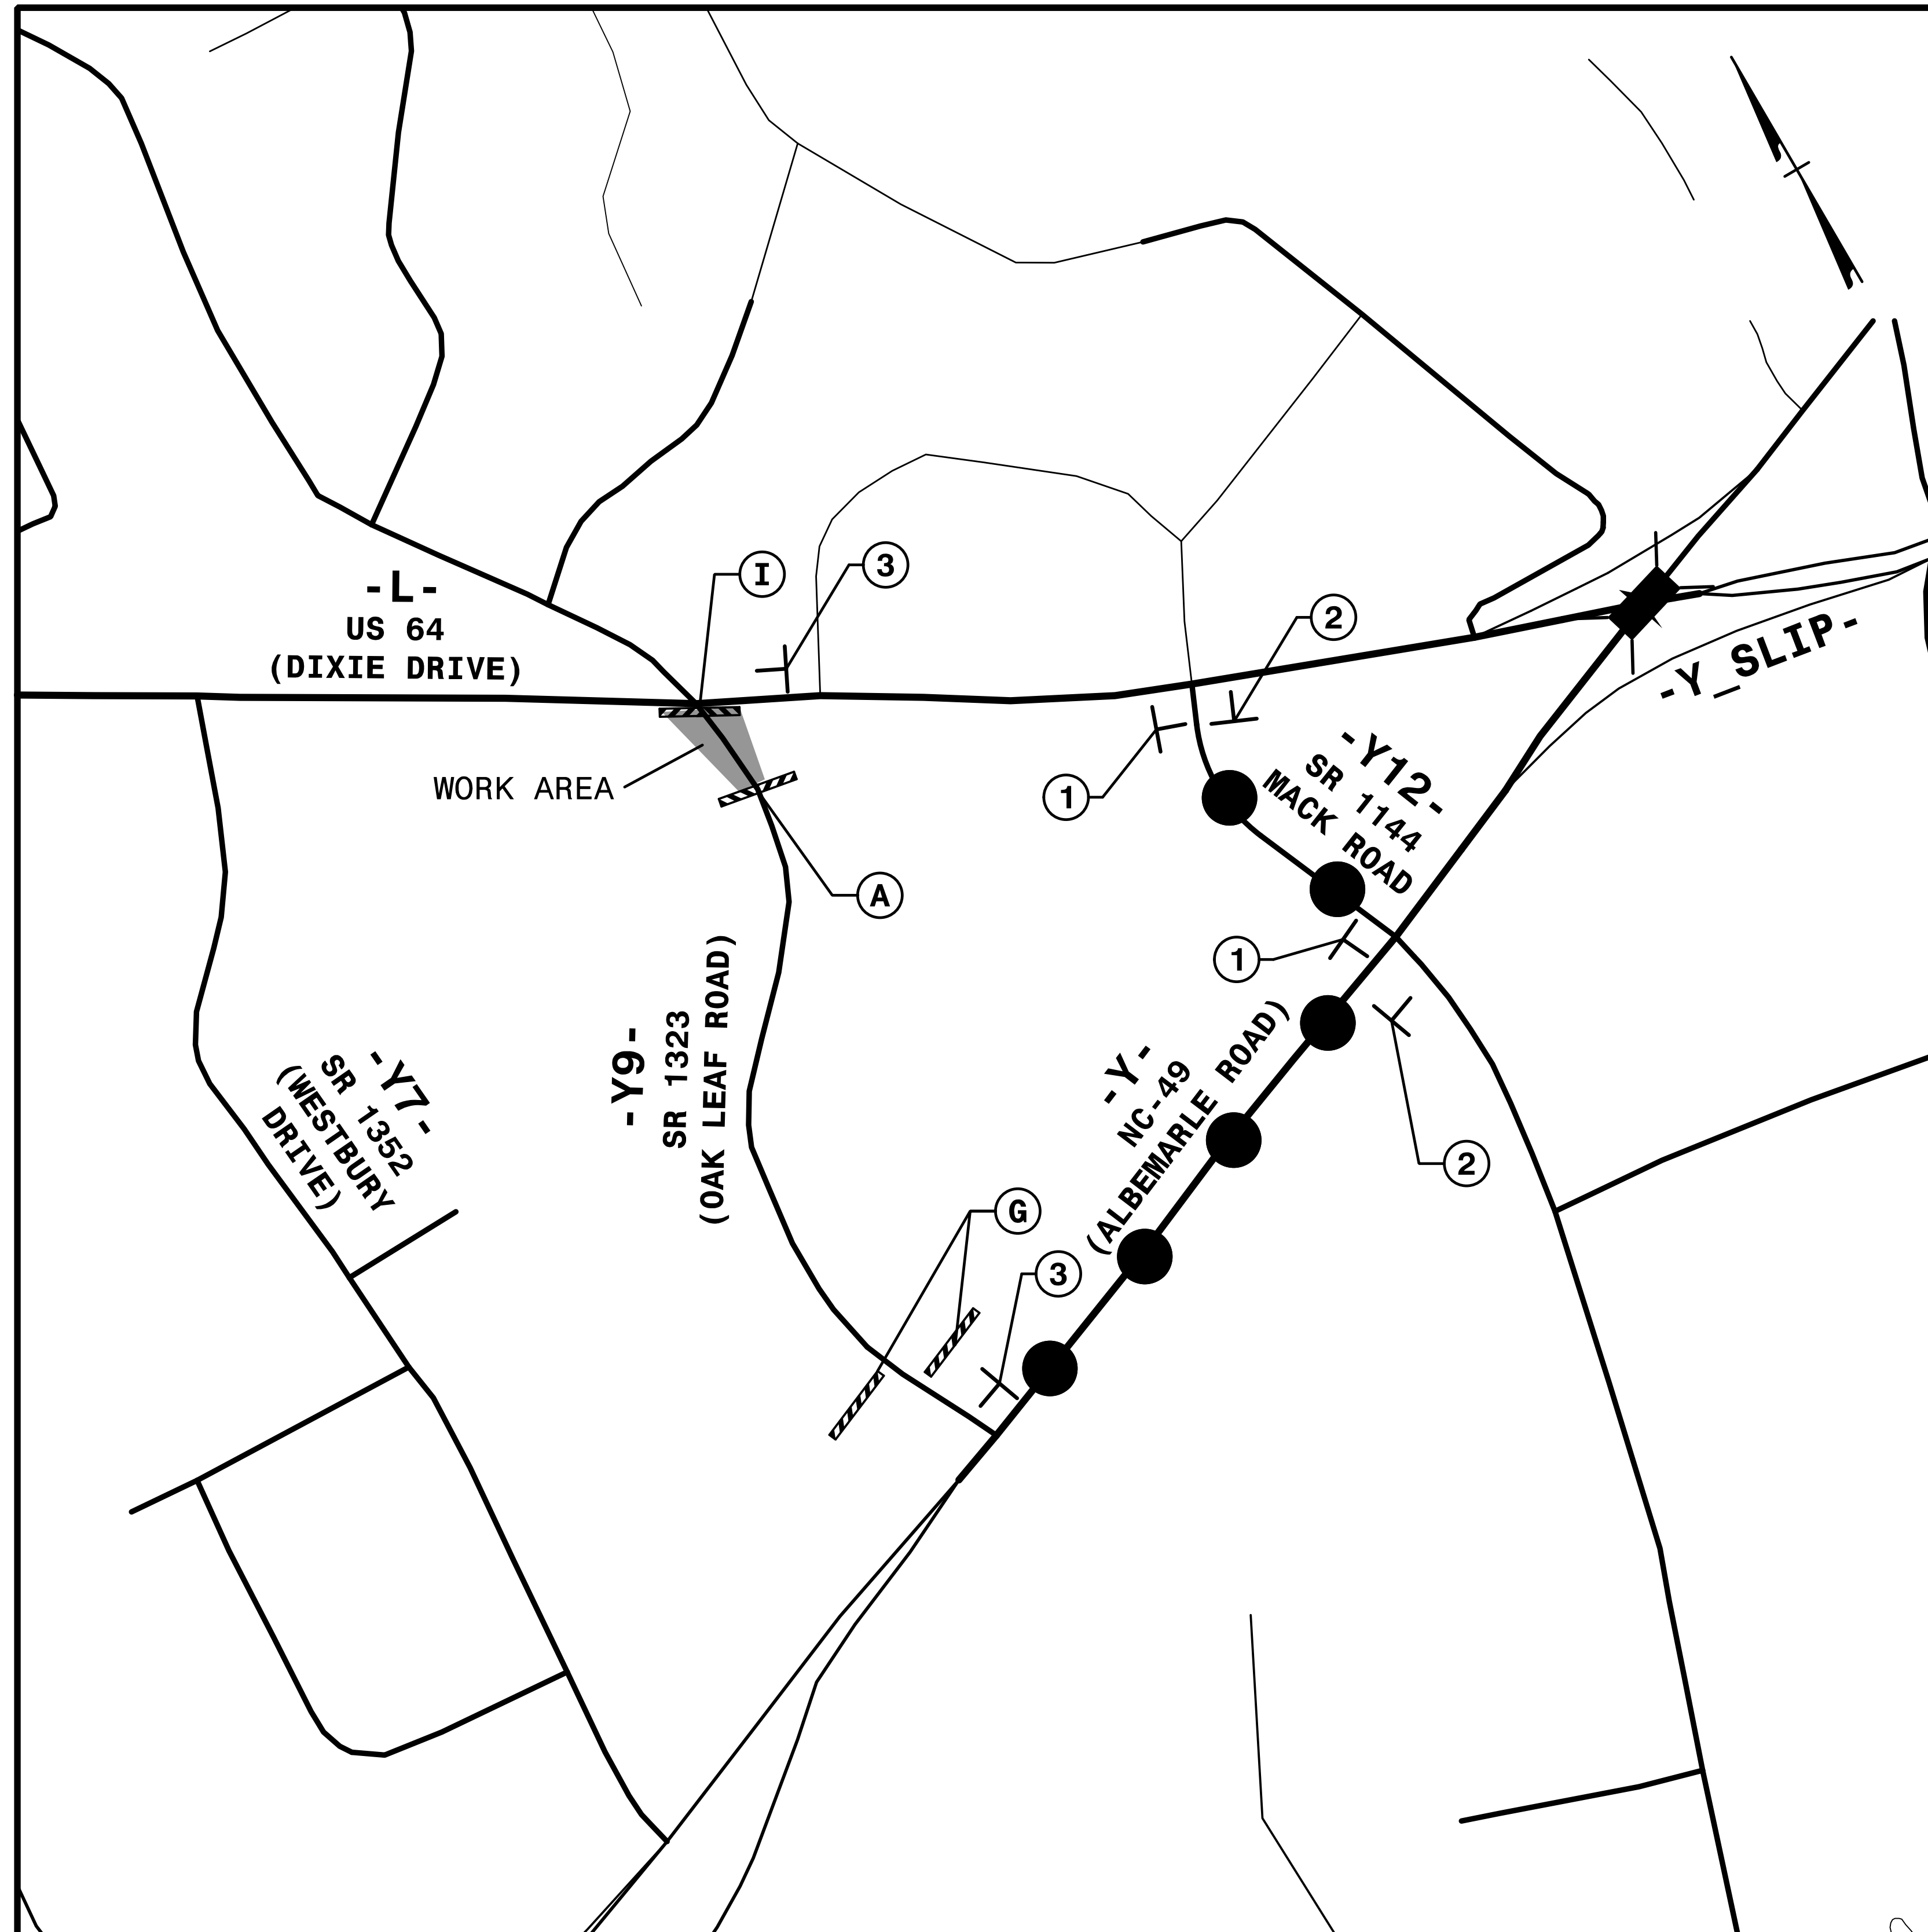 I
3
-L-
US 64
(DIXIE DRIVE)
2
-Y_SLIP-
WORK AREA
1
-Y12-
SR 1144
MACK ROAD
A
1
-Y9-
SR 1323
(OAK LEAF ROAD)
-Y7-
SR 1352
(WESTBURY
DRIVE)
-Y-
NC-49
(ALBEMARLE ROAD)
2
G
3